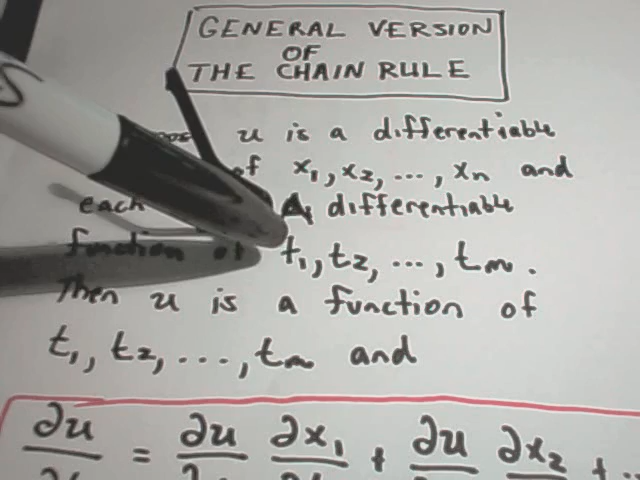 GENERAL VERSION
OF
THE CHAIN RULE
u is a differentiable
of x₁, x₂, ..., xₙ and
each differentiable
function of t₁, t₂, ..., tₘ.
Then u is a function of
t₁, t₂, ..., tₘ and
∂u = ∂u ∂x₁ + ∂u ∂x₂ + ..